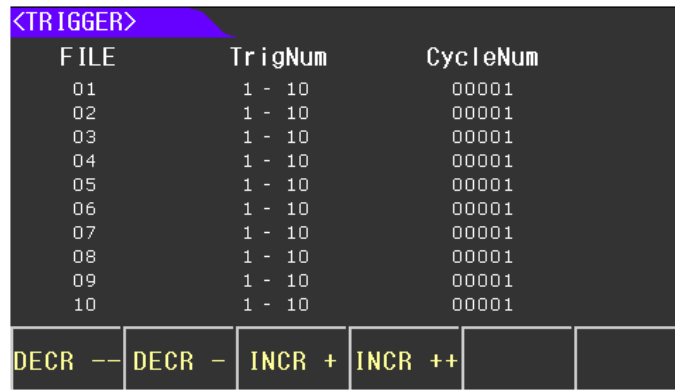 <TRIGGER>
FILE TrigNum CycleNum
01 1 - 10 00001
02 1 - 10 00001
03 1 - 10 00001
04 1 - 10 00001
05 1 - 10 00001
06 1 - 10 00001
07 1 - 10 00001
08 1 - 10 00001
09 1 - 10 00001
10 1 - 10 00001
DECR -- DECR - INCR + INCR ++